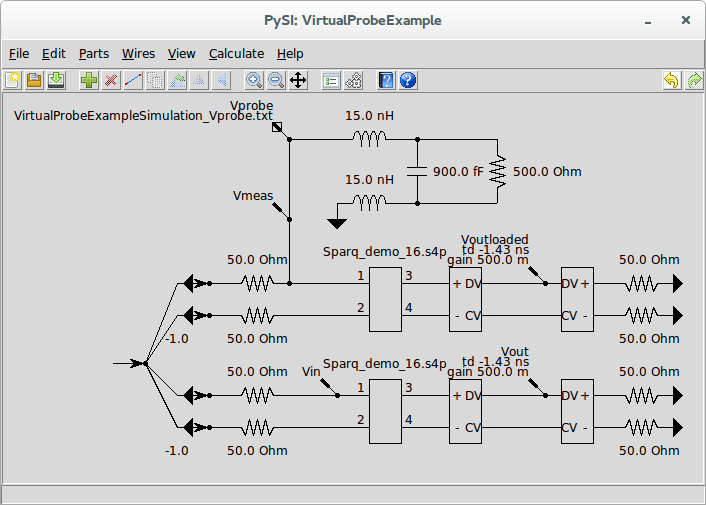 PySI: VirtualProbeExample
File Edit Parts Wires View Calculate Help
Vprobe
VirtualProbeExampleSimulation_Vprobe.txt
15.0 nH
900.0 fF
500.0 Ohm
15.0 nH
Vmeas
Voutloaded
50.0 Ohm
Sparq_demo_16.s4p
td -1.43 ns
gain 500.0 m
50.0 Ohm
1 3 + DV DV +
2 4 - CV CV -
-1.0
50.0 Ohm
50.0 Ohm
50.0 Ohm
Vin
Sparq_demo_16.s4p
Vout
td -1.43 ns
gain 500.0 m
50.0 Ohm
1 3 + DV DV +
2 4 - CV CV -
-1.0
50.0 Ohm
50.0 Ohm